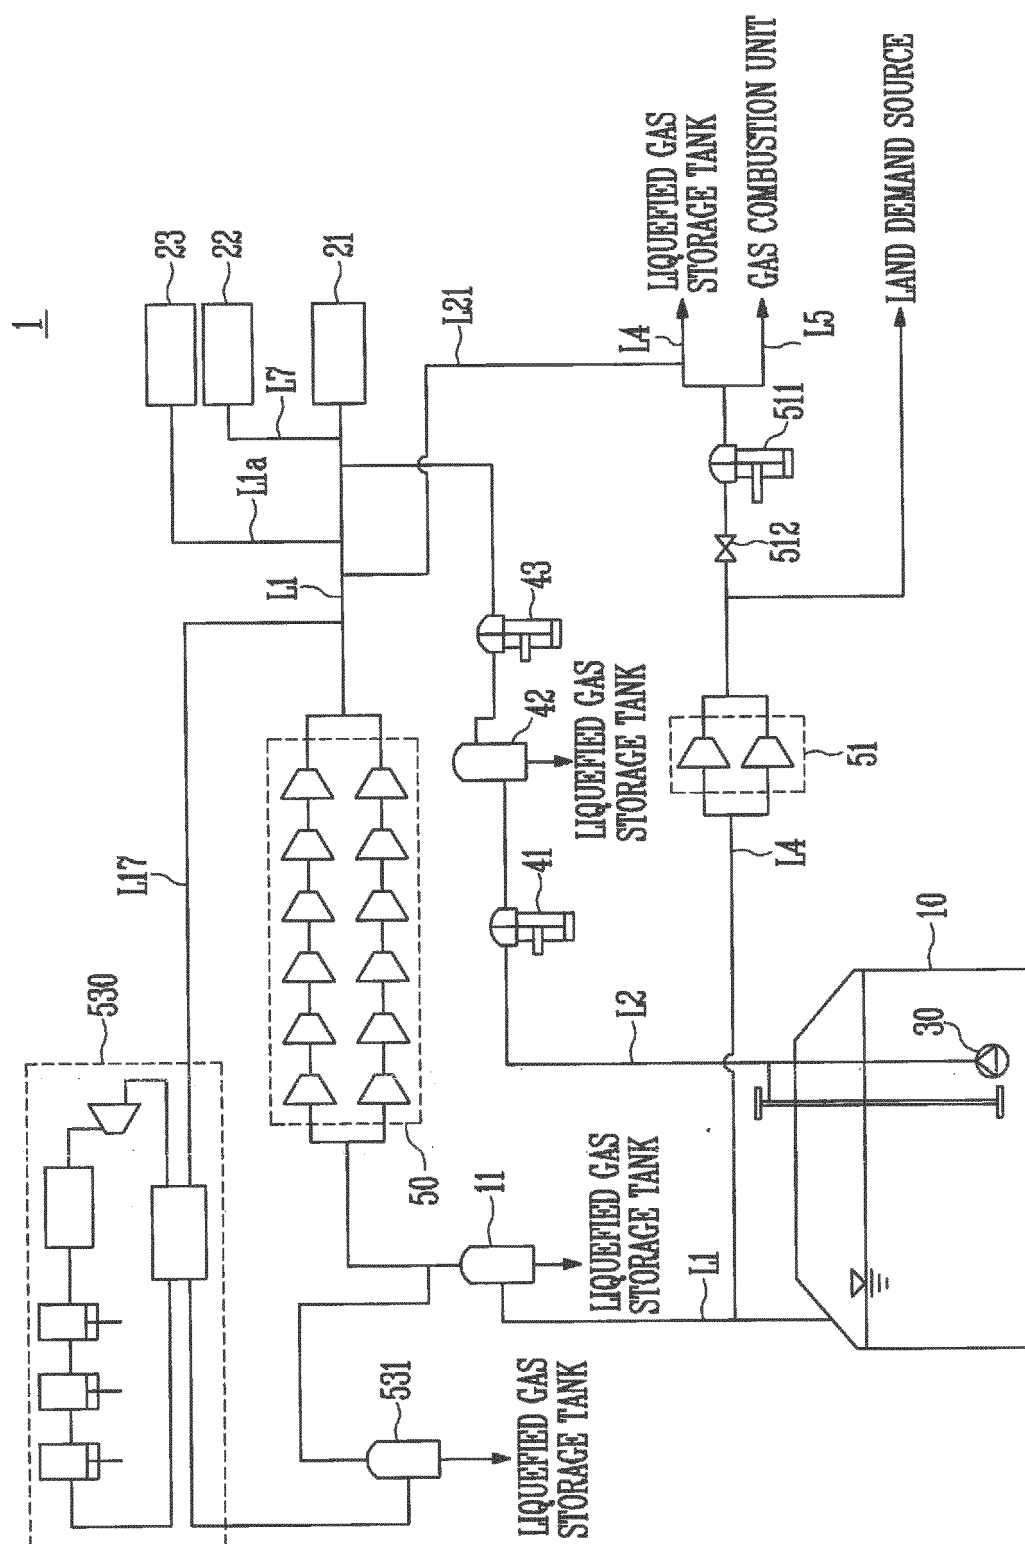 1
23
22
21
L7
L1a
L1
L21
L4
L5
LIQUEFIED GAS
STORAGE TANK
GAS COMBUSTION UNIT
LAND DEMAND SOURCE
511
512
43
42
LIQUEFIED GAS
STORAGE TANK
41
51
L4
L17
530
50
L2
10
30
11
LIQUEFIED GAS
STORAGE TANK
L1
531
LIQUEFIED GAS
STORAGE TANK